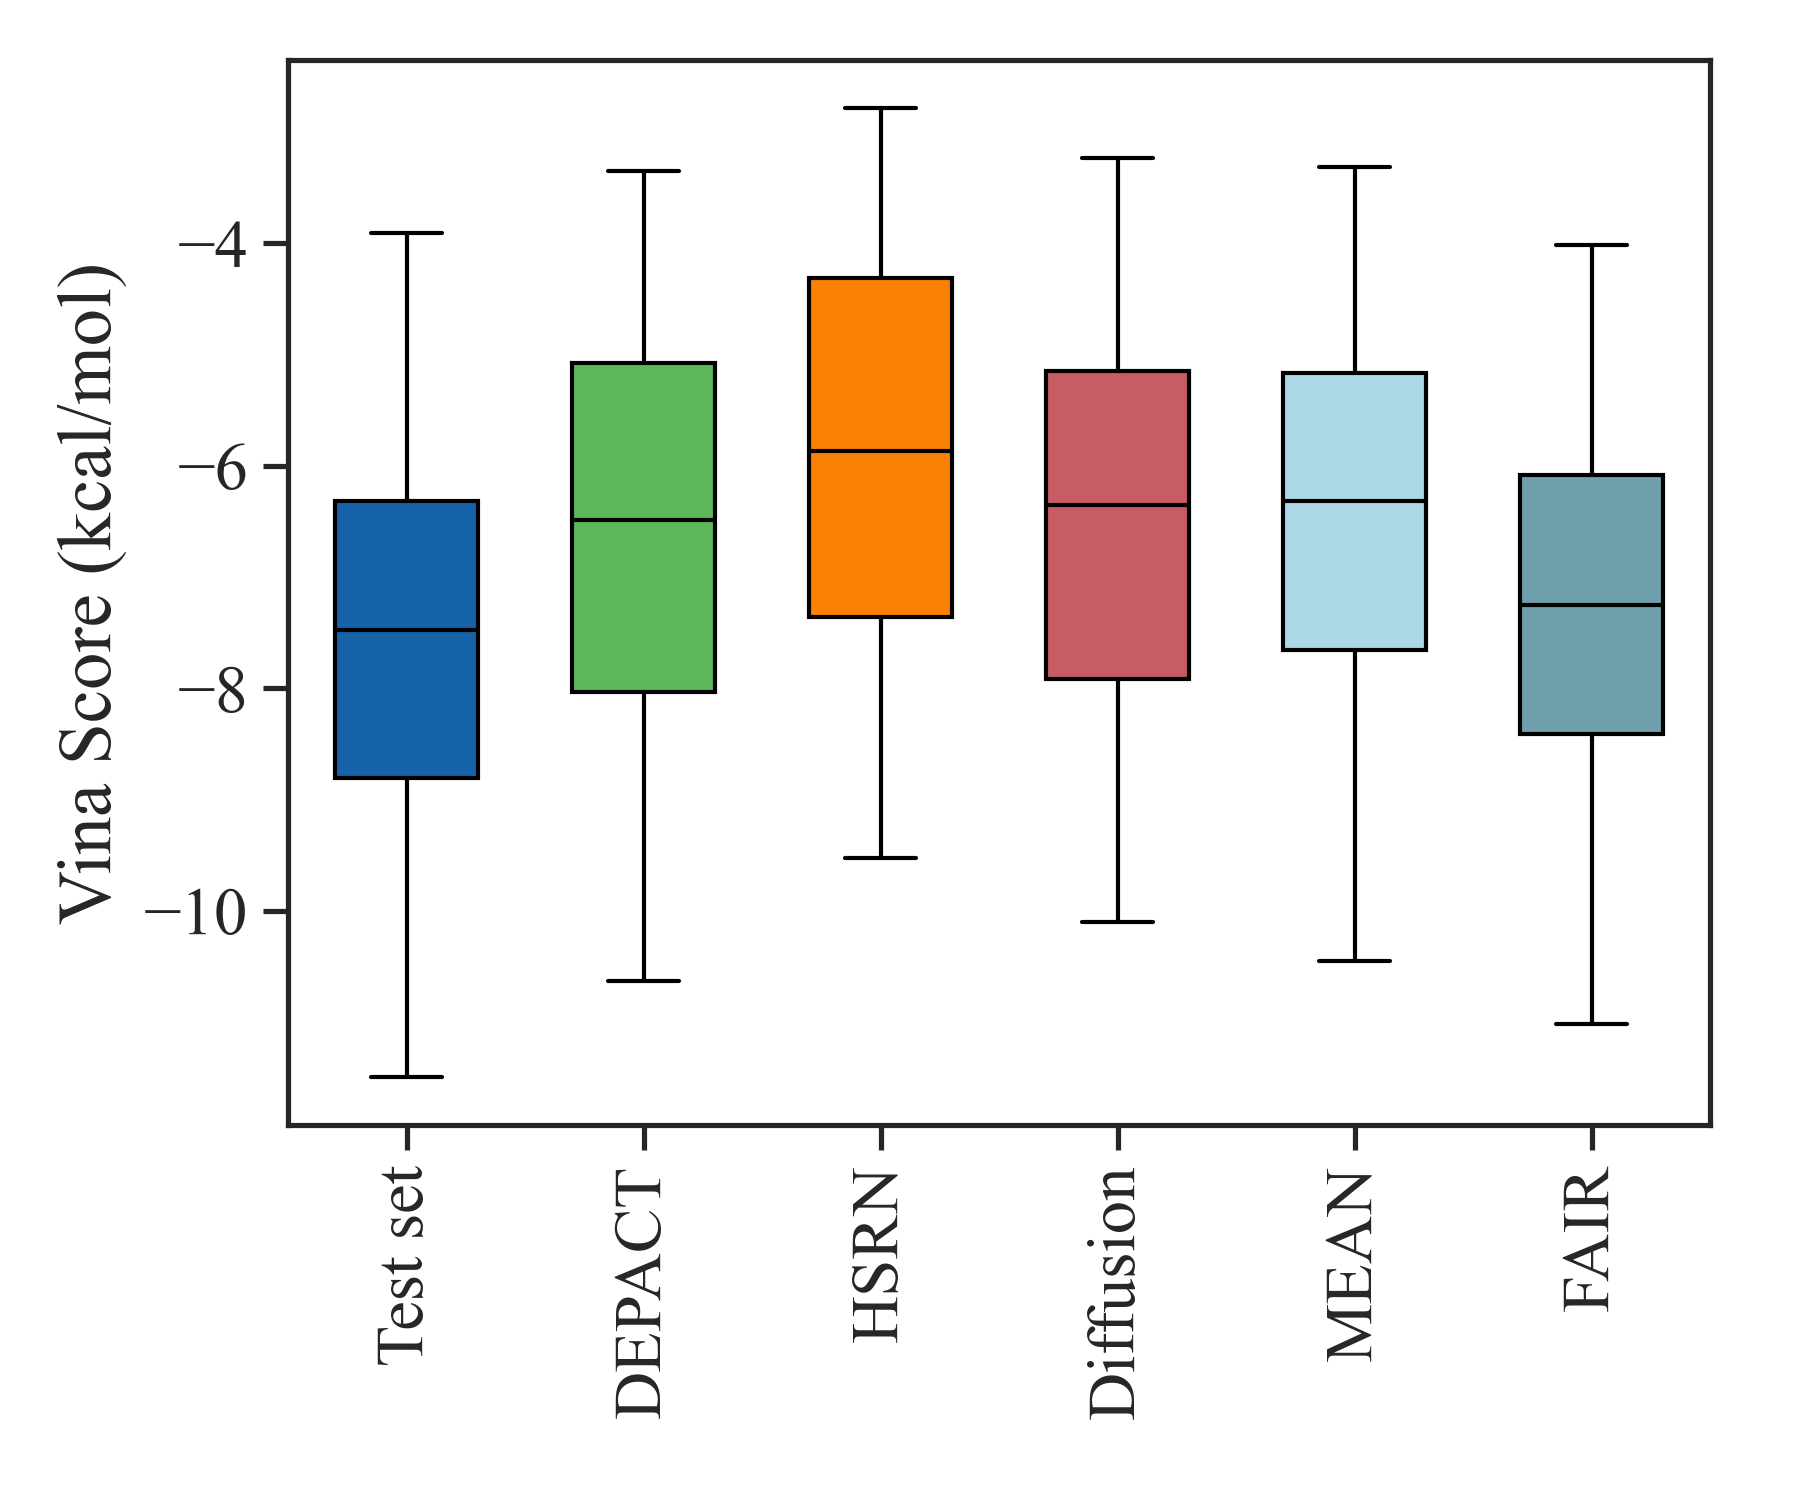 Vina Score (kcal/mol)
−4
−6
−8
−10
Test set
DEPACT
HSRN
Diffusion
MEAN
FAIR